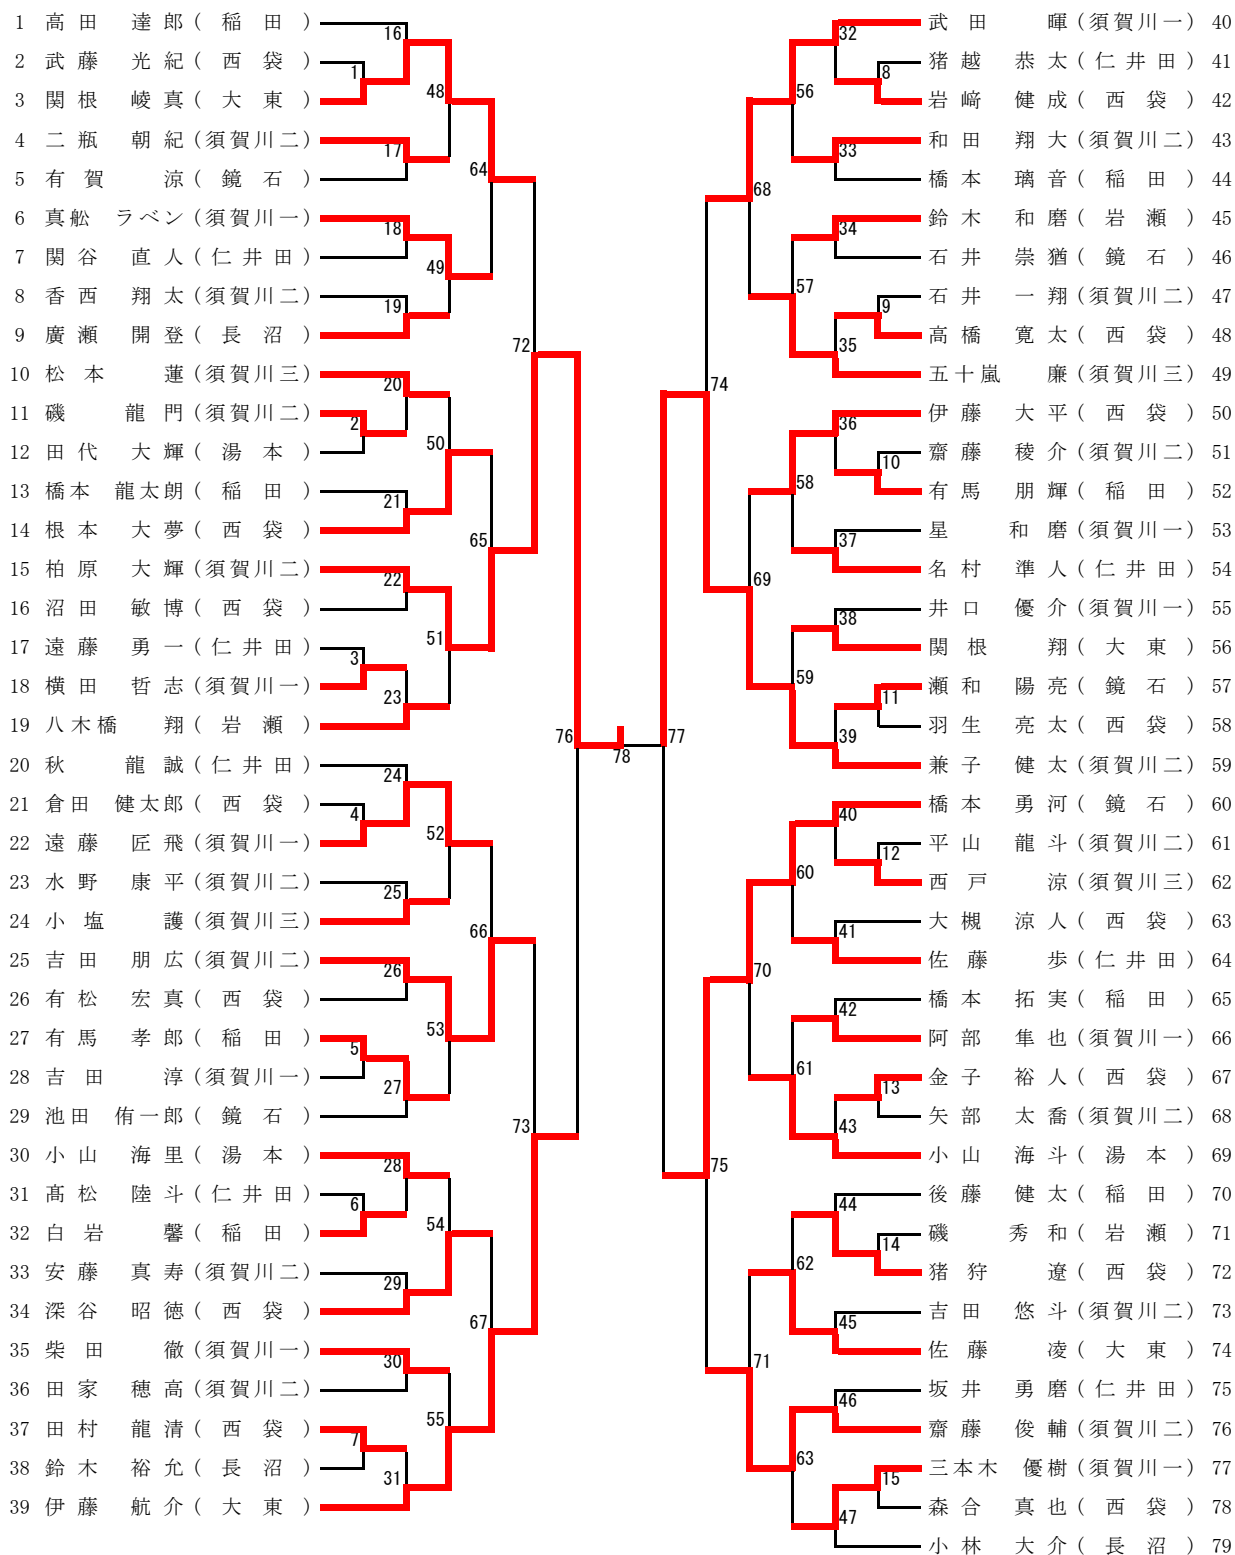 1 高田 達郎 ( 稲田 )
2 武藤 光紀 ( 西袋 )
3 関根 崚真 ( 大東 )
4 二瓶 朝紀 (須賀川二)
5 有賀 涼 ( 鏡石 )
6 真舩 ラベン (須賀川一)
7 関谷 直人 (仁井田)
8 香西 翔太 (須賀川二)
9 廣瀬 開登 ( 長沼 )
10 松本 蓮 (須賀川三)
11 磯 龍門 (須賀川二)
12 田代 大輝 ( 湯本 )
13 橋本 龍太朗 ( 稲田 )
14 根本 大夢 ( 西袋 )
15 柏原 大輝 (須賀川二)
16 沼田 敏博 ( 西袋 )
17 遠藤 勇一 (仁井田)
18 横田 哲志 (須賀川一)
19 八木橋 翔 ( 岩瀬 )
20 秋 龍誠 (仁井田)
21 倉田 健太郎 ( 西袋 )
22 遠藤 匠飛 (須賀川一)
23 水野 康平 (須賀川二)
24 小塩 護 (須賀川三)
25 吉田 朋広 (須賀川二)
26 有松 宏真 ( 西袋 )
27 有馬 孝郎 ( 稲田 )
28 吉田 淳 (須賀川一)
29 池田 侑一郎 ( 鏡石 )
30 小山 海里 ( 湯本 )
31 髙松 陸斗 (仁井田)
32 白岩 馨 ( 稲田 )
33 安藤 真寿 (須賀川二)
34 深谷 昭徳 ( 西袋 )
35 柴田 徹 (須賀川一)
36 田家 穂高 (須賀川二)
37 田村 龍清 ( 西袋 )
38 鈴木 裕允 ( 長沼 )
39 伊藤 航介 ( 大東 )
1
2
3
4
5
6
7
16
17
18
19
20
21
22
23
24
25
26
27
28
29
30
31
48
49
50
51
52
53
54
55
64
65
66
67
72
73
76
78
77
74
75
68
69
70
71
56
57
58
59
60
61
62
63
32
33
34
35
36
37
38
39
40
41
42
43
44
45
46
47
8
9
10
11
12
13
14
15
武田 暉 (須賀川一) 40
猪越 恭太 (仁井田) 41
岩﨑 健成 ( 西袋 ) 42
和田 翔大 (須賀川二) 43
橋本 璃音 ( 稲田 ) 44
鈴木 和磨 ( 岩瀬 ) 45
石井 崇猶 ( 鏡石 ) 46
石井 一翔 (須賀川二) 47
高橋 寛太 ( 西袋 ) 48
五十嵐 廉 (須賀川三) 49
伊藤 大平 ( 西袋 ) 50
齋藤 稜介 (須賀川二) 51
有馬 朋輝 ( 稲田 ) 52
星 和磨 (須賀川一) 53
名村 準人 (仁井田) 54
井口 優介 (須賀川一) 55
関根 翔 ( 大東 ) 56
瀬和 陽亮 ( 鏡石 ) 57
羽生 亮太 ( 西袋 ) 58
兼子 健太 (須賀川二) 59
橋本 勇河 ( 鏡石 ) 60
平山 龍斗 (須賀川二) 61
西戸 涼 (須賀川三) 62
大槻 涼人 ( 西袋 ) 63
佐藤 歩 (仁井田) 64
橋本 拓実 ( 稲田 ) 65
阿部 隼也 (須賀川一) 66
金子 裕人 ( 西袋 ) 67
矢部 太喬 (須賀川二) 68
小山 海斗 ( 湯本 ) 69
後藤 健太 ( 稲田 ) 70
磯 秀和 ( 岩瀬 ) 71
猪狩 遼 ( 西袋 ) 72
吉田 悠斗 (須賀川二) 73
佐藤 凌 ( 大東 ) 74
坂井 勇磨 (仁井田) 75
齋藤 俊輔 (須賀川二) 76
三本木 優樹 (須賀川一) 77
森合 真也 ( 西袋 ) 78
小林 大介 ( 長沼 ) 79